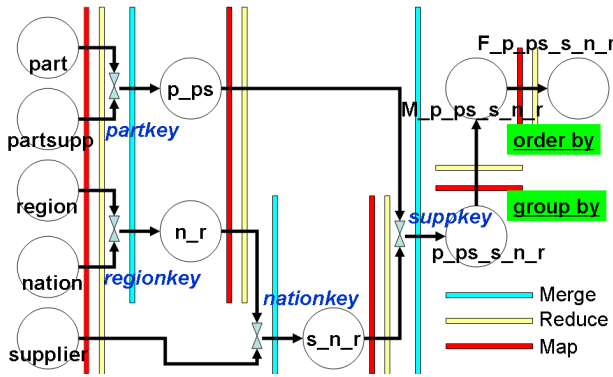 part
partsupp
partkey
p_ps
region
nation
regionkey
n_r
supplier
nationkey
s_n_r
suppkey
p_ps_s_n_r
group by
M_p_ps_s_n_r
order by
F_p_ps_s_n_r
Merge
Reduce
Map